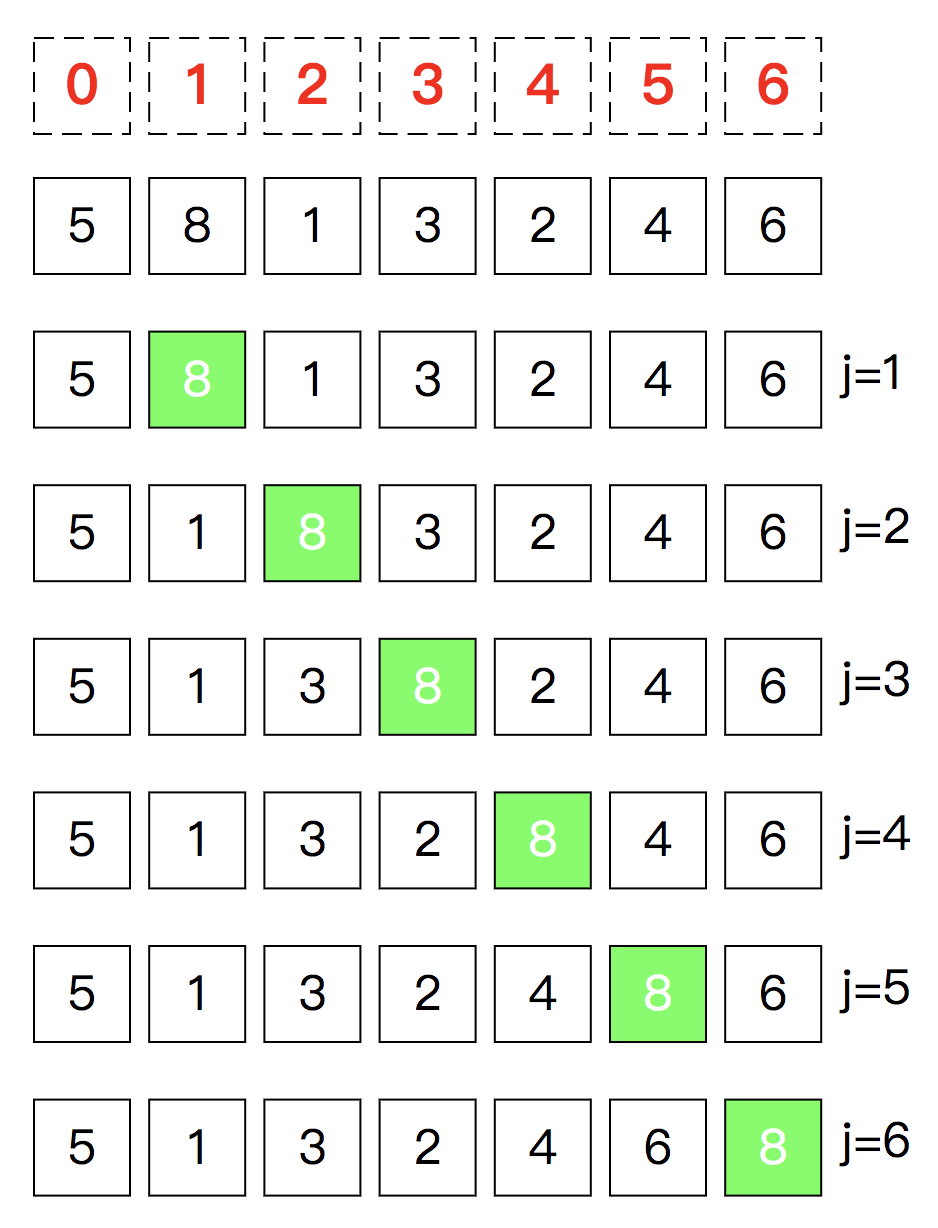 0 1 2 3 4 5 6
5 8 1 3 2 4 6
5 8 1 3 2 4 6 j=1
5 1 8 3 2 4 6 j=2
5 1 3 8 2 4 6 j=3
5 1 3 2 8 4 6 j=4
5 1 3 2 4 8 6 j=5
5 1 3 2 4 6 8 j=6